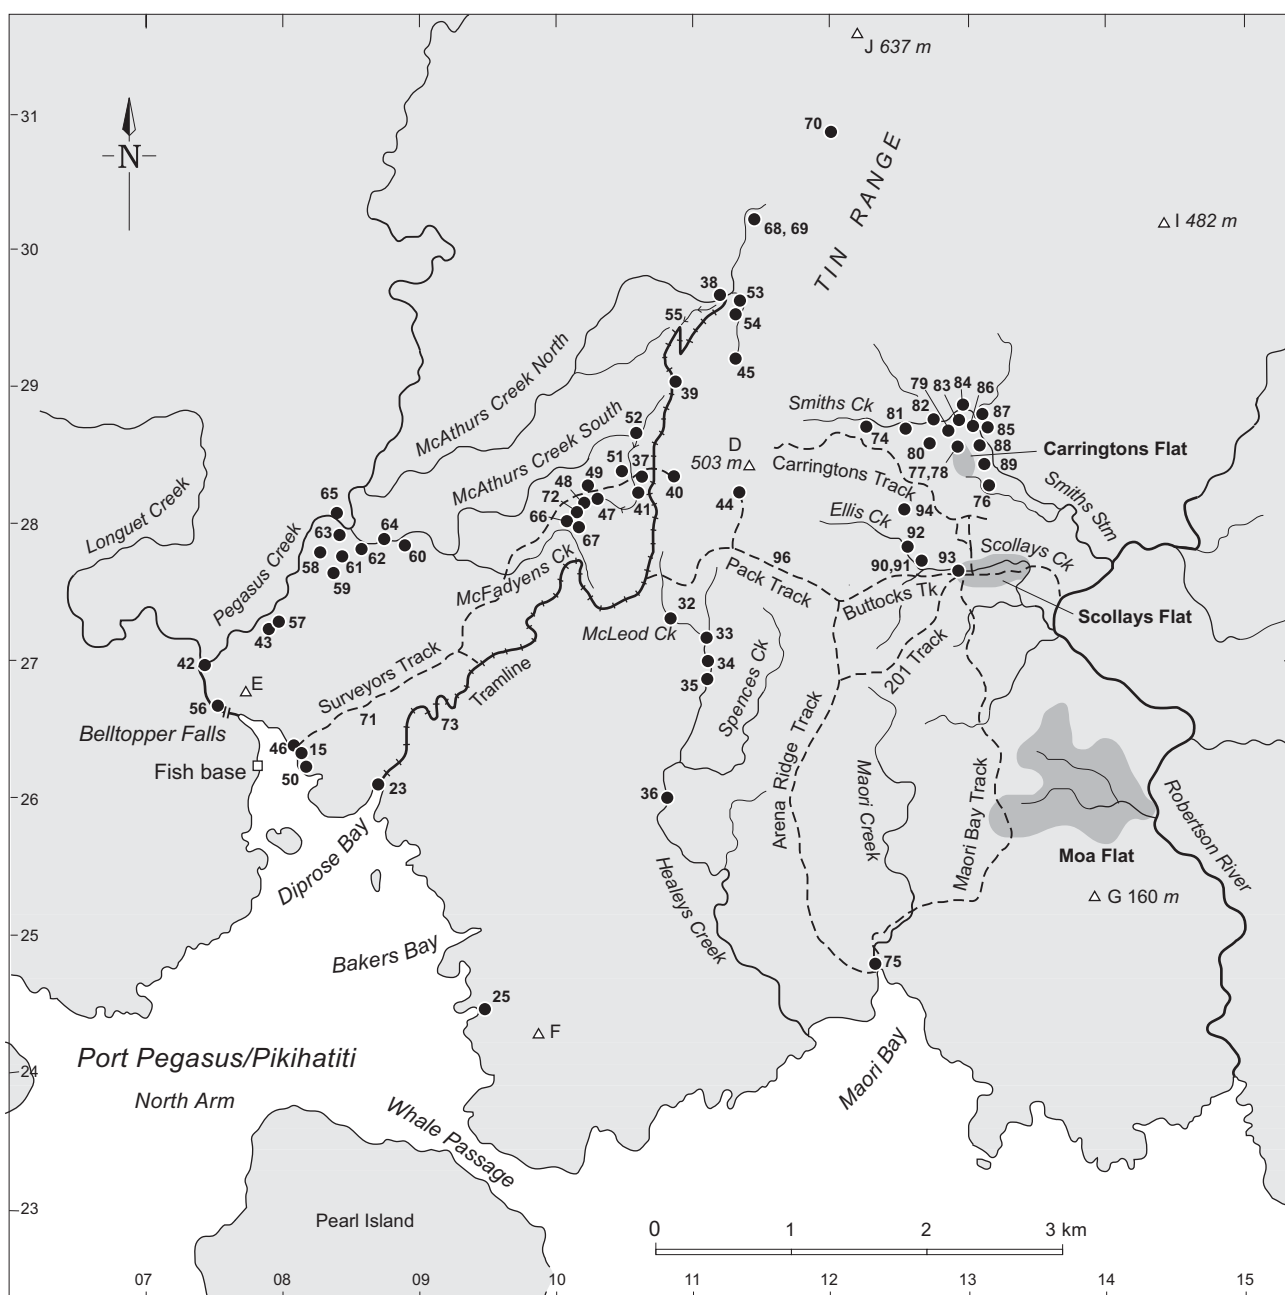 J 637 m
31
70
N
TIN RANGE
30
68, 69
I 482 m
38
53
55
54
45
29
39
McAthurs Creek North
79
83
84
86
Smiths Ck
81
82
87
74
85
80
88
Carringtons Flat
77,78
89
76
Smiths Stm
52
McAthurs Creek South
51
37
D
503 m
Carringtons Track
49
48
40
72
47
41
44
66
67
94
Ellis Ck
92
65
Longuet Creek
28
63
64
58
62
60
61
59
Pegasus Creek
McFadyens Ck
96
Pack Track
90,91
93
Scollays Ck
Buttocks Tk
Scollays Flat
57
43
32
McLeod Ck
33
27
42
34
35
Spences Ck
201 Track
E
56
Surveyors Track
71
Tramline
73
Belltopper Falls
46
15
Fish base
50
23
26
36
Arena Ridge Track
Maori Creek
Maori Bay Track
Moa Flat
Robertson River
G 160 m
Diprose Bay
Healeys Creek
25
Bakers Bay
75
25
F
Port Pegasus/Pikihatiti
24
North Arm
Maori Bay
Whale Passage
23
Pearl Island
0 1 2 3 km
07 08 09 10 11 12 13 14 15